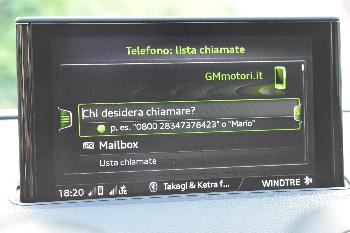 Telefono: lista chiamate
GMmotori.it
Chi desidera chiamare?
p. es. "0800 28347378423" o "Mario"
Mailbox
Lista chiamate
18:20 LTE Takagi & Ketra f... WINDTRE